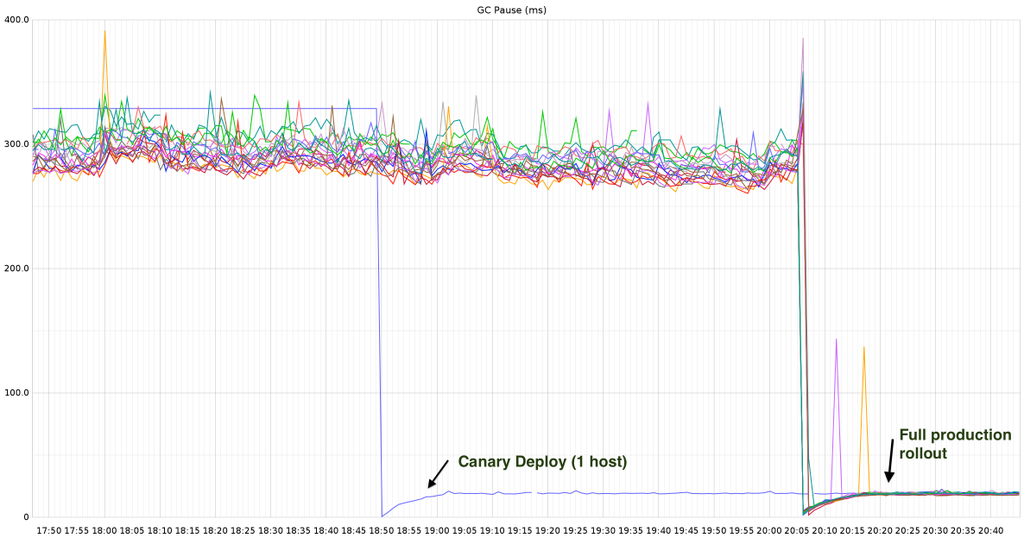 GC Pause (ms)
400.0
300.0
200.0
100.0
0
Canary Deploy (1 host)
Full production
rollout
17:50 17:55 18:00 18:05 18:10 18:15 18:20 18:25 18:30 18:35 18:40 18:45 18:50 18:55 19:00 19:05 19:10 19:15 19:20 19:25 19:30 19:35 19:40 19:45 19:50 19:55 20:00 20:05 20:10 20:15 20:20 20:25 20:30 20:35 20:40